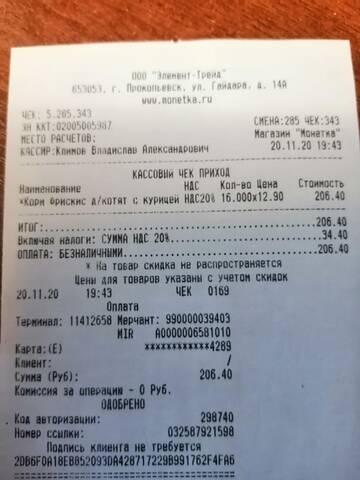 ООО "Элемент-Трейд"
653053, г. Прокопьевск, ул. Гайдара, д. 14А
www.monetka.ru
ЧЕК: 5.285.343
СМЕНА:285 ЧЕК:343
ЗН ККТ:02005005987
Магазин "Монетка"
МЕСТО РАСЧЕТОВ:
20.11.20 19:43
КАССИР:Климов Владислав Александрович
КАССОВЫЙ ЧЕК ПРИХОД
Наименование НДС Кол-во Цена Стоимость
*Корм Фрискис д/котят с курицей НДС20% 16.000x12.90 206.40
ИТОГ: 206.40
Включая налоги: СУММА НДС 20% 34.40
ОПЛАТА: БЕЗНАЛИЧНЫМИ 206.40
* На товар скидка не распространяется
Цены для товаров указаны с учетом скидок
20.11.20 19:43 ЧЕК 0169
Оплата
Терминал: 11412658 Мерчант: 990000039403
MIR A0000006581010
Карта:(E) ************4289
Клиент: /
Сумма (Руб): 206.40
Комиссия за операцию - 0 Руб.
ОДОБРЕНО
Код авторизации: 298740
Номер ссылки: 032587921598
Подпись клиента не требуется
2DB6F0A18EB852093DA428717229B991762F4FA6